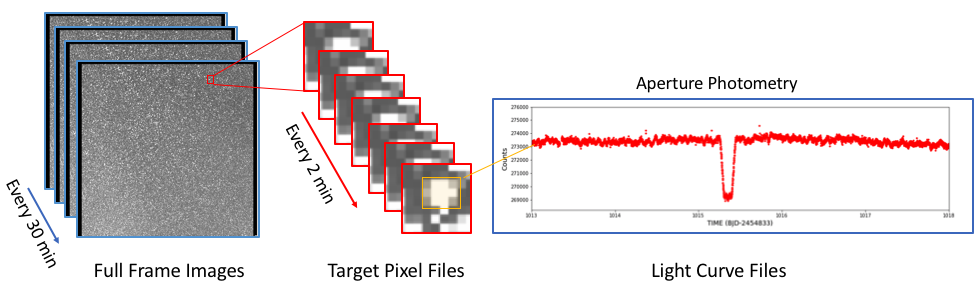 Every 30 min
Full Frame Images
Every 2 min
Target Pixel Files
Aperture Photometry
276000
275000
274000
273000
272000
271000
270000
269000
Counts
1013 1014 1015 1016 1017 1018
TIME (BJD-2454833)
Light Curve Files